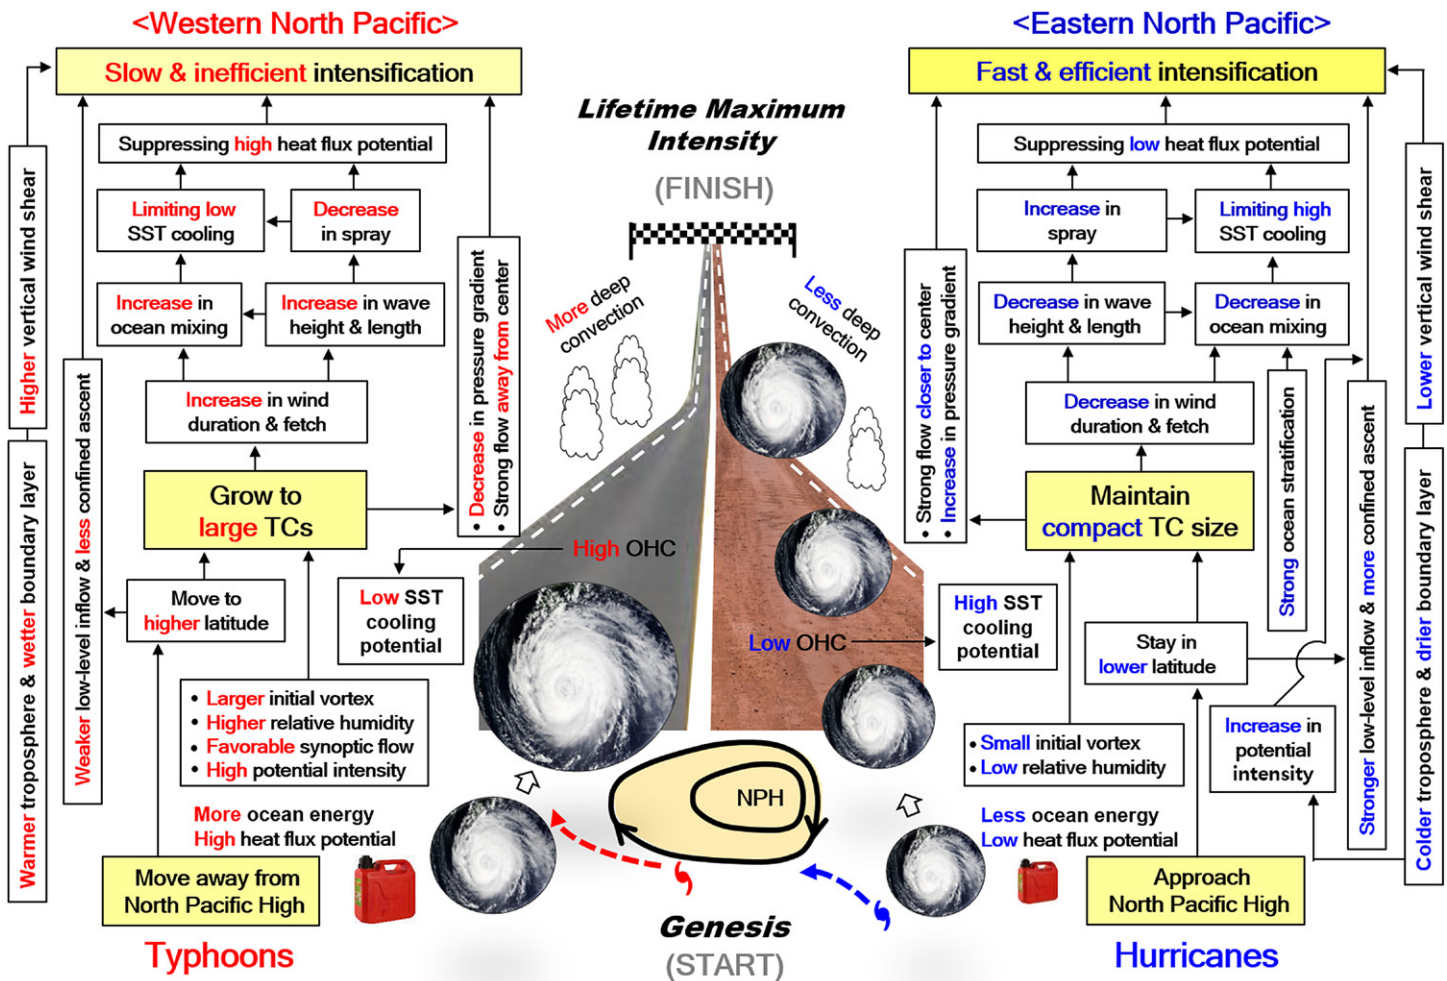 <Western North Pacific>
Slow & inefficient intensification
Suppressing high heat flux potential
Limiting low
SST cooling
Decrease
in spray
Increase in
ocean mixing
Increase in wave
height & length
Increase in wind
duration & fetch
Grow to
large TCs
Move to
higher latitude
• Larger initial vortex
• Higher relative humidity
• Favorable synoptic flow
• High potential intensity
More ocean energy
High heat flux potential
Move away from
North Pacific High
Typhoons
Higher vertical wind shear
Warmer troposphere & wetter boundary layer
Weaker low-level inflow & less confined ascent
• Decrease in pressure gradient
• Strong flow away from center
Low SST
cooling
potential
High OHC
More deep
convection
Lifetime Maximum
Intensity
(FINISH)
Less deep
convection
Low OHC
NPH
Genesis
(START)
<Eastern North Pacific>
Fast & efficient intensification
Suppressing low heat flux potential
Increase in
spray
Limiting high
SST cooling
Decrease in wave
height & length
Decrease in
ocean mixing
Decrease in wind
duration & fetch
Maintain
compact TC size
• Strong flow closer to center
• Increase in pressure gradient
High SST
cooling
potential
Stay in
lower latitude
• Small initial vortex
• Low relative humidity
Increase in
potential
intensity
Less ocean energy
Low heat flux potential
Approach
North Pacific High
Hurricanes
Strong ocean stratification
Stronger low-level inflow & more confined ascent
Lower vertical wind shear
Colder troposphere & drier boundary layer